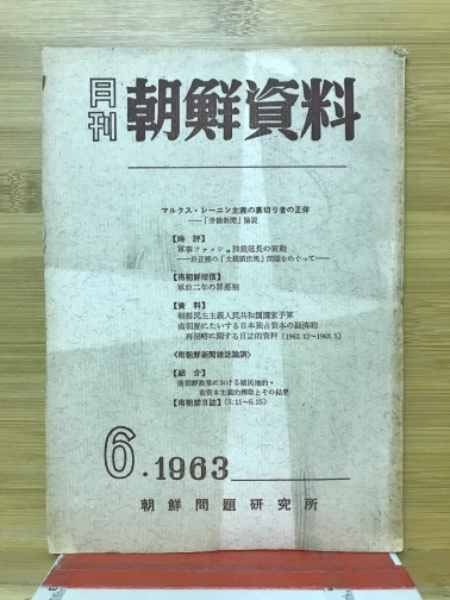 月刊 朝鮮資料
マルクス・レーニン主義の裏切り者の正体
――『労働新聞』論説
【時評】
軍事ファッショ独裁延長の策動
――朴正煕の『大統領出馬』問題をめぐって――
【南朝鮮短信】
軍政二年の罪悪相
【資料】
朝鮮民主主義人民共和国国家予算
南朝鮮にたいする日本独占資本の経済的
再侵略に関する日誌的資料（1962.12～1963.5）
〈南朝鮮新聞雑誌論調〉
【紹介】
南朝鮮漁業における植民地的・
前資本主義的搾取とその結果
【南朝鮮日誌】（5.11～6.25）
6.1963
朝鮮問題研究所